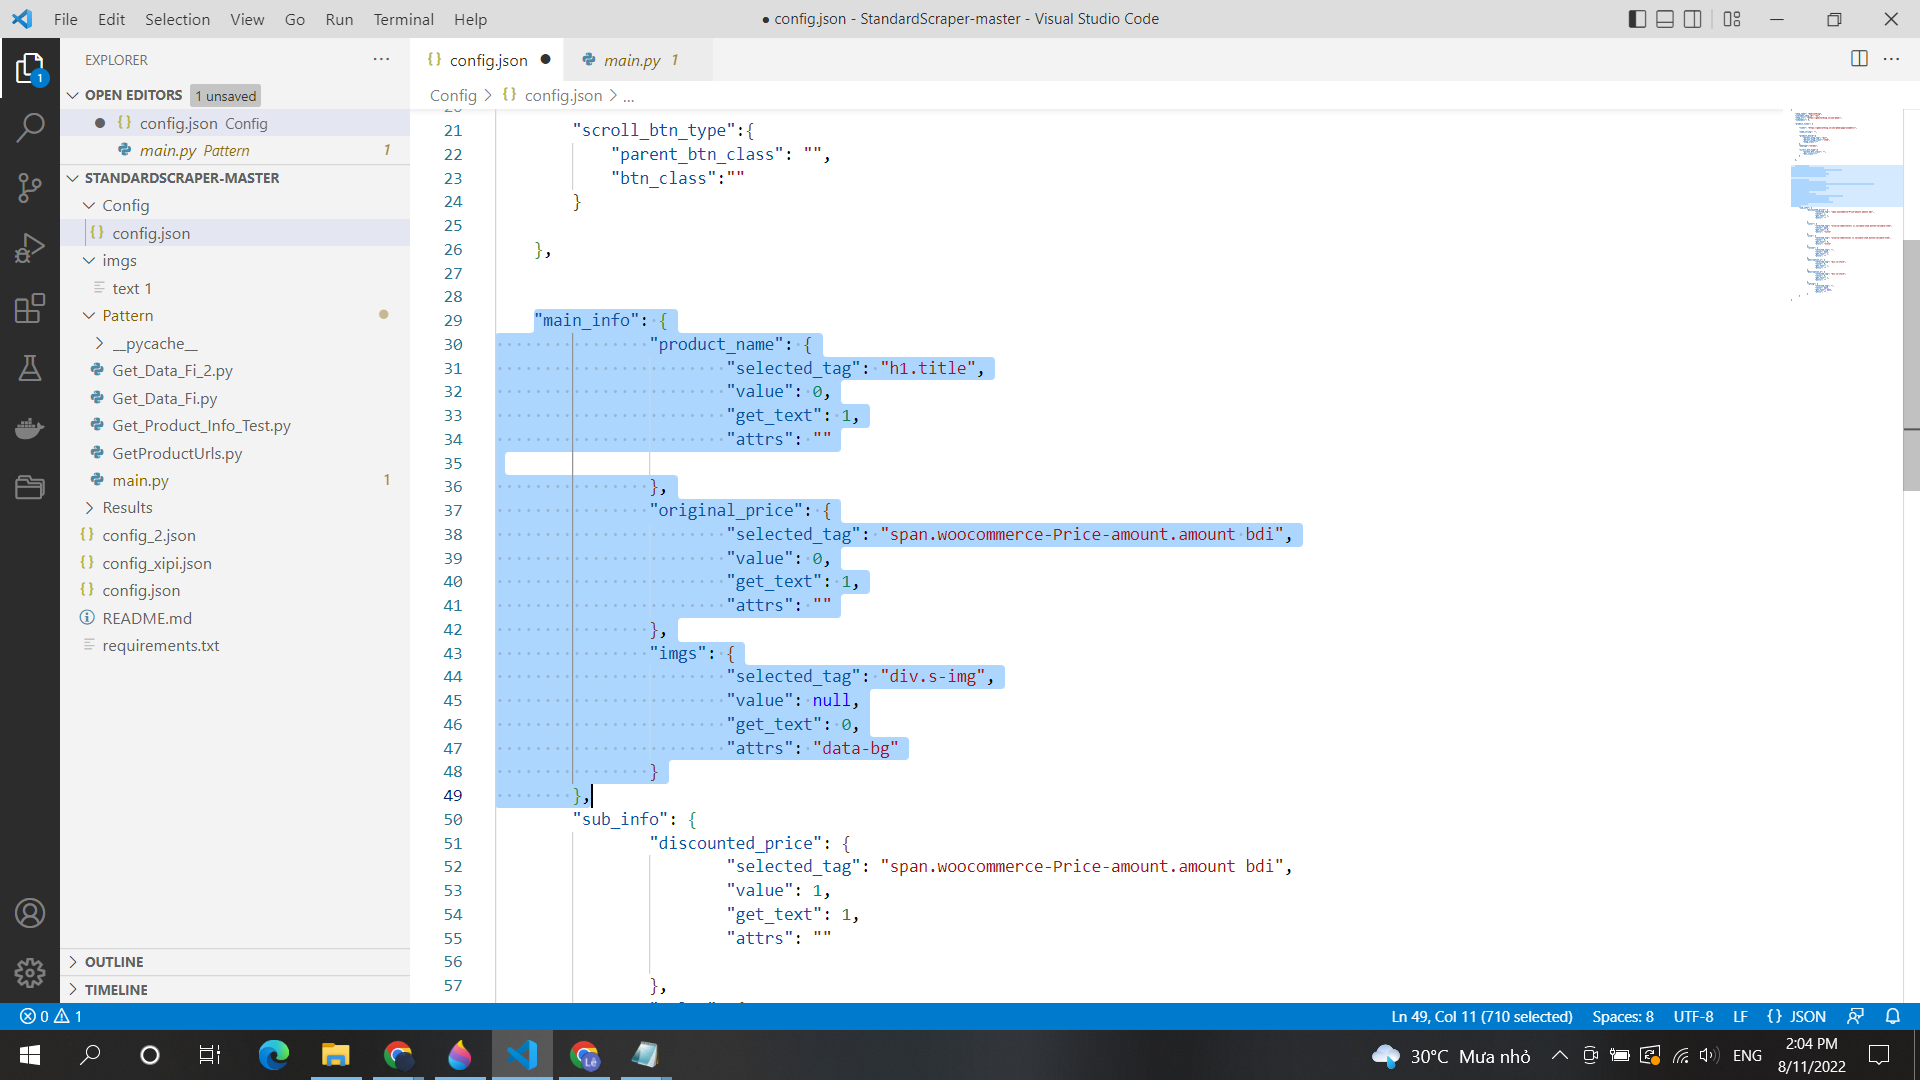 File Edit Selection View Go Run Terminal Help
● config.json - StandardScraper-master - Visual Studio Code
1
EXPLORER
OPEN EDITORS 1 unsaved
config.json Config
main.py Pattern 1
STANDARDSCRAPER-MASTER
Config
config.json
imgs
text 1
Pattern
__pycache__
Get_Data_Fi_2.py
Get_Data_Fi.py
Get_Product_Info_Test.py
GetProductUrls.py
main.py 1
Results
config_2.json
config_xipi.json
config.json
README.md
requirements.txt
OUTLINE
TIMELINE
config.json
main.py 1
Config > config.json > ...
21 "scroll_btn_type":{
22 "parent_btn_class": "",
23 "btn_class":""
24 }
25
26 },
27
28
29 "main_info": {
30 "product_name": {
31 "selected_tag": "h1.title",
32 "value": 0,
33 "get_text": 1,
34 "attrs": ""
35
36 },
37 "original_price": {
38 "selected_tag": "span.woocommerce-Price-amount.amount bdi",
39 "value": 0,
40 "get_text": 1,
41 "attrs": ""
42 },
43 "imgs": {
44 "selected_tag": "div.s-img",
45 "value": null,
46 "get_text": 0,
47 "attrs": "data-bg"
48 }
49 },
50 "sub_info": {
51 "discounted_price": {
52 "selected_tag": "span.woocommerce-Price-amount.amount bdi",
53 "value": 1,
54 "get_text": 1,
55 "attrs": ""
56
57 },
0 1
Ln 49, Col 11 (710 selected) Spaces: 8 UTF-8 LF {} JSON
Lê
30°C Mưa nhỏ
ENG
2:04 PM
8/11/2022